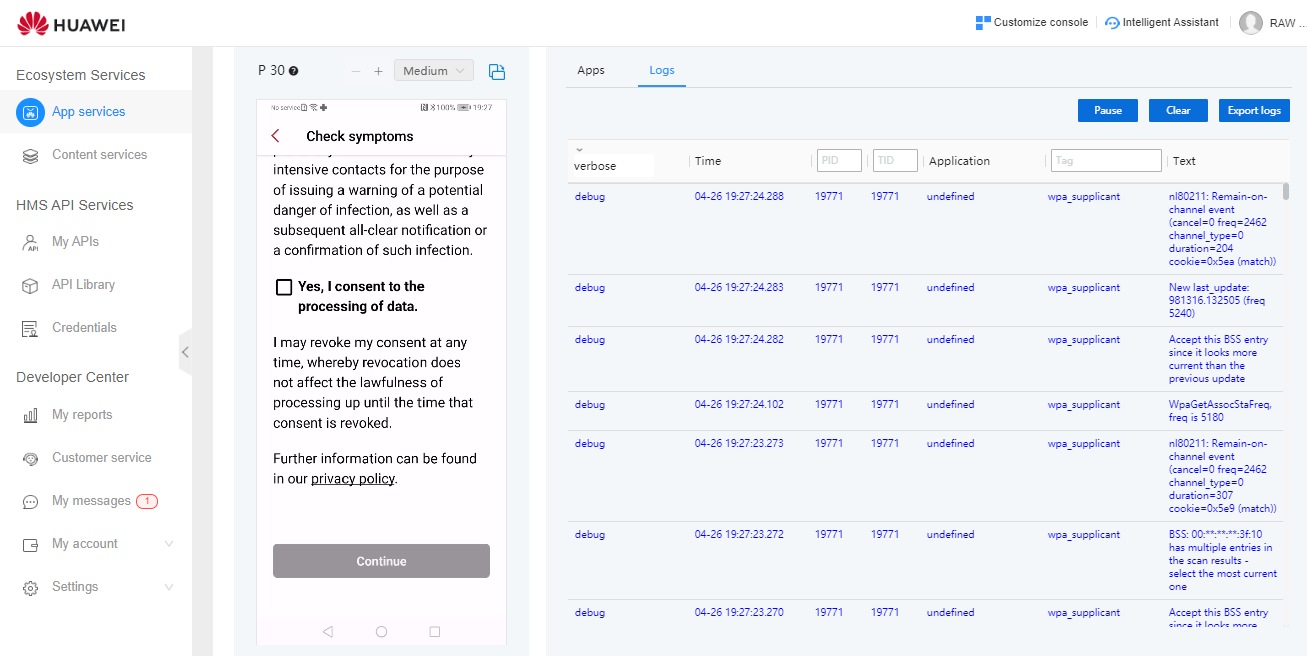 HUAWEI
Customize console
Intelligent Assistant
RAW ...
Ecosystem Services
App services
Content services
HMS API Services
My APIs
API Library
Credentials
Developer Center
My reports
Customer service
My messages 1
My account
Settings
P 30 ?
− + Medium
No service 100% 19:27
Check symptoms
intensive contacts for the purpose
of issuing a warning of a potential
danger of infection, as well as a
subsequent all-clear notification or
a confirmation of such infection.
Yes, I consent to the
processing of data.
I may revoke my consent at any
time, whereby revocation does
not affect the lawfulness of
processing up until the time that
consent is revoked.
Further information can be found
in our privacy policy.
Continue
Apps Logs
Pause Clear Export logs
verbose Time PID TID Application Tag Text
debug 04-26 19:27:24.288 19771 19771 undefined wpa_supplicant nl80211: Remain-on-
channel event
(cancel=0 freq=2462
channel_type=0
duration=204
cookie=0x5ea (match))
debug 04-26 19:27:24.283 19771 19771 undefined wpa_supplicant New last_update:
981316.132505 (freq
5240)
debug 04-26 19:27:24.282 19771 19771 undefined wpa_supplicant Accept this BSS entry
since it looks more
current than the
previous update
debug 04-26 19:27:24.102 19771 19771 undefined wpa_supplicant WpaGetAssocStaFreq,
freq is 5180
debug 04-26 19:27:23.273 19771 19771 undefined wpa_supplicant nl80211: Remain-on-
channel event
(cancel=0 freq=2462
channel_type=0
duration=307
cookie=0x5e9 (match))
debug 04-26 19:27:23.272 19771 19771 undefined wpa_supplicant BSS: 00:**:**:**:3f:10
has multiple entries in
the scan results -
select the most current
one
debug 04-26 19:27:23.270 19771 19771 undefined wpa_supplicant Accept this BSS entry
since it looks more